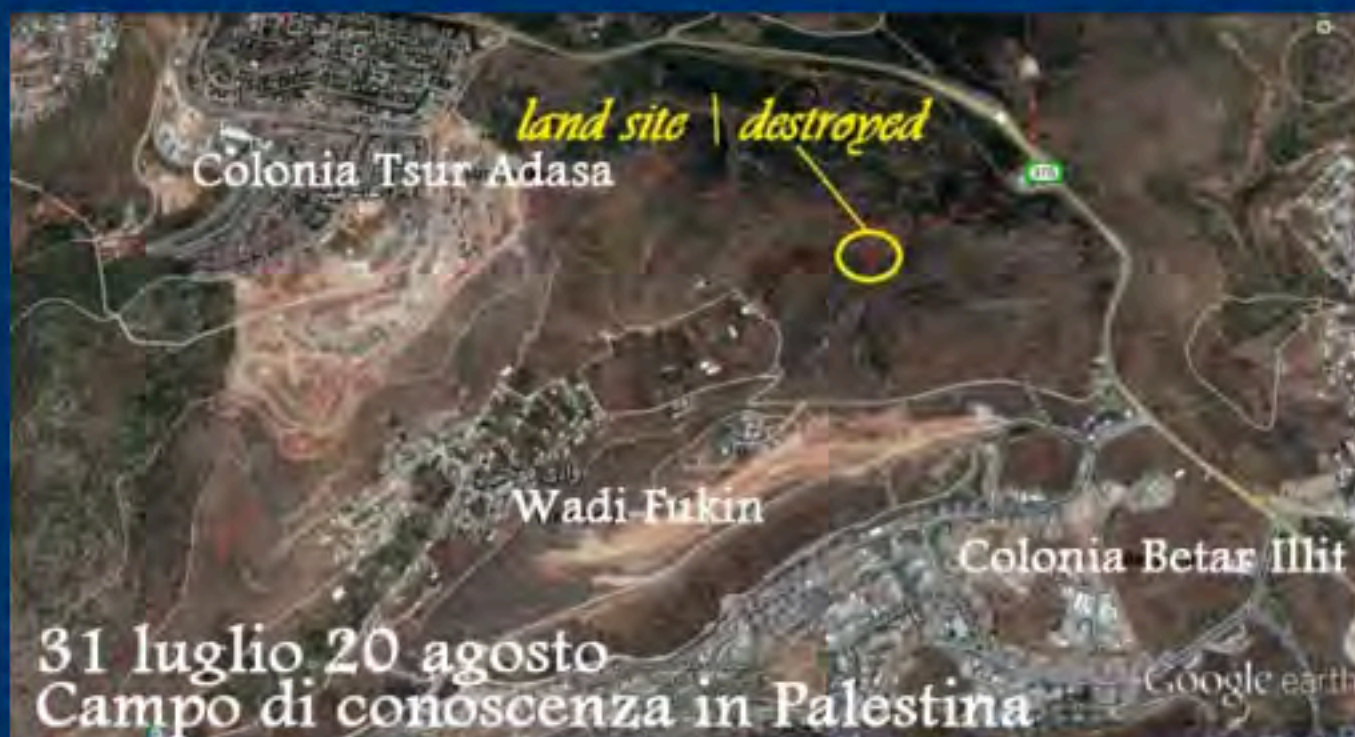 land site | destroyed
Colonia Tsur Adasa
375
Wadi Fukin
Colonia Betar Illit
31 luglio 20 agosto
Campo di conoscenza in Palestina
Google earth